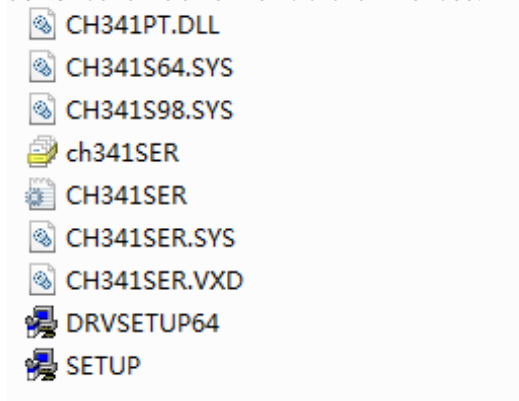 CH341PT.DLL
CH341S64.SYS
CH341S98.SYS
ch341SER
CH341SER
CH341SER.SYS
CH341SER.VXD
DRVSETUP64
SETUP